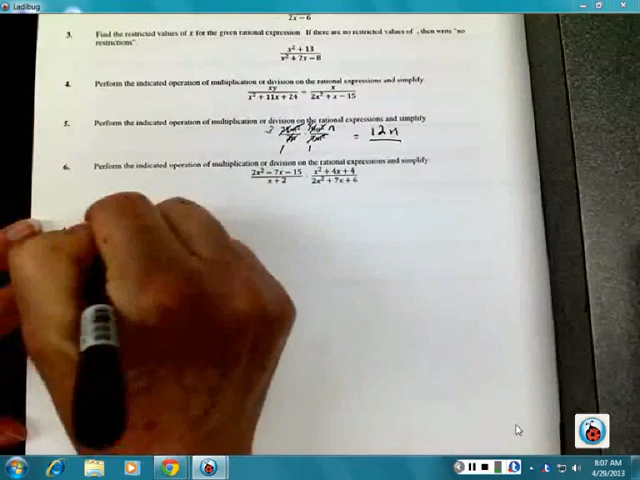 Ladibug
2x − 6
3. Find the restricted values of x for the given rational expression. If there are no restricted values of , then write "no
restrictions".
x² + 13
x² + 2x − 8
4. Perform the indicated operation of multiplication or division on the rational expressions and simplify
xy x
x² + 11x + 24 ÷ 2x² + x − 15
5. Perform the indicated operation of multiplication or division on the rational expressions and simplify
3
1 1 = 12n
6. Perform the indicated operation of multiplication or division on the rational expressions and simplify:
2x² − 7x − 15 x² + 4x + 4
x + 2 2x² + 7x + 6
8:07 AM
4/29/2013